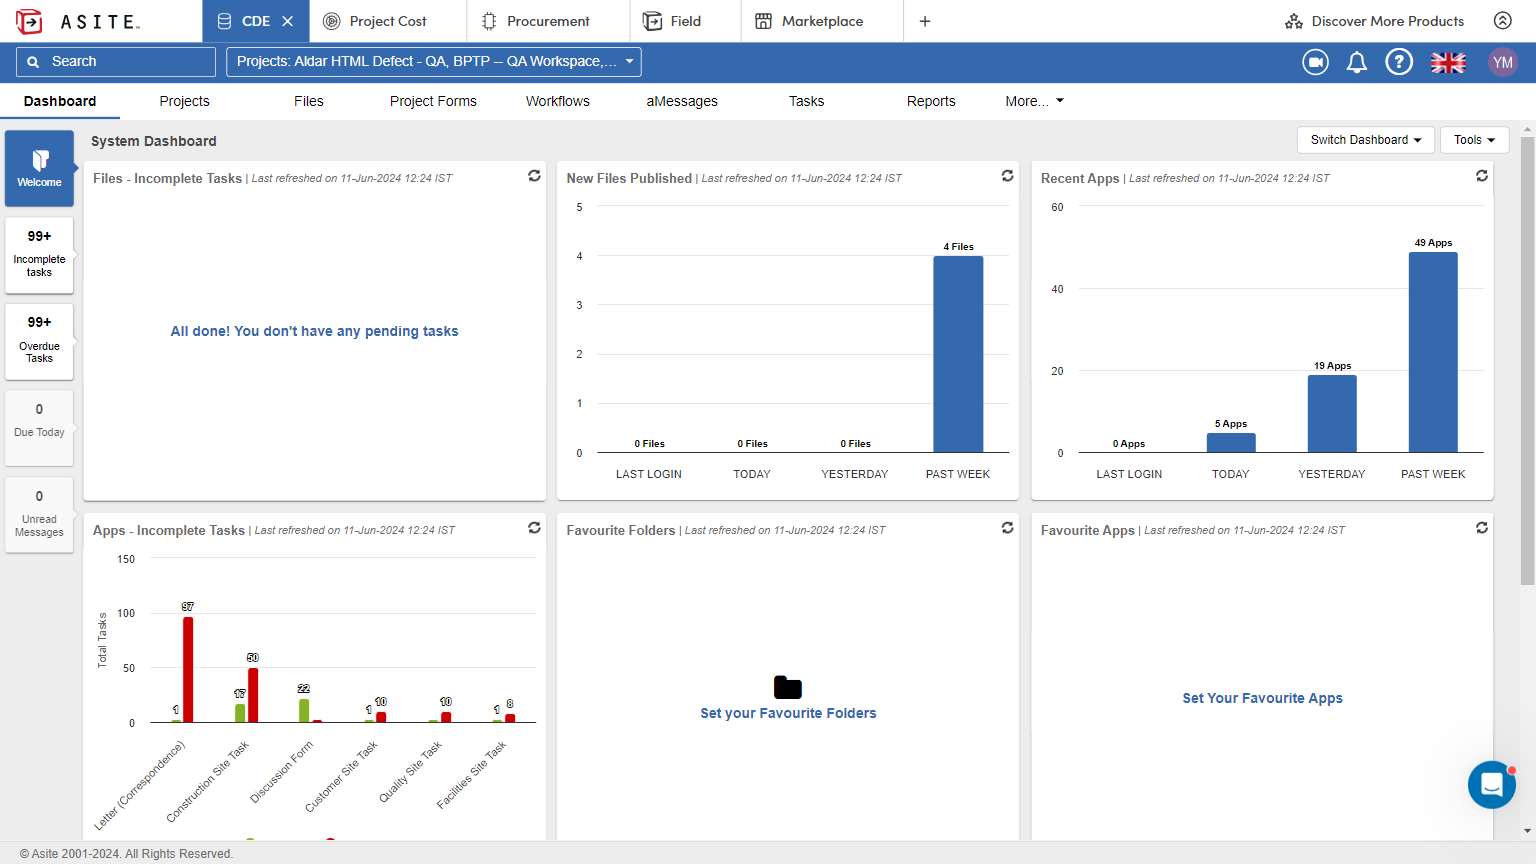 ASITE
CDE
Project Cost
Procurement
Field
Marketplace
+
Discover More Products
Search
Projects: Aldar HTML Defect - QA, BPTP -- QA Workspace,...
?
YM
Dashboard
Projects
Files
Project Forms
Workflows
aMessages
Tasks
Reports
More...
System Dashboard
Switch Dashboard
Tools
Welcome
99+
Incomplete
tasks
99+
Overdue
Tasks
0
Due Today
0
Unread
Messages
Files - Incomplete Tasks | Last refreshed on 11-Jun-2024 12:24 IST
All done! You don't have any pending tasks
New Files Published | Last refreshed on 11-Jun-2024 12:24 IST
5
4
3
2
1
0
0 Files
0 Files
0 Files
4 Files
LAST LOGIN
TODAY
YESTERDAY
PAST WEEK
Recent Apps | Last refreshed on 11-Jun-2024 12:24 IST
60
40
20
0
0 Apps
5 Apps
19 Apps
49 Apps
LAST LOGIN
TODAY
YESTERDAY
PAST WEEK
Apps - Incomplete Tasks | Last refreshed on 11-Jun-2024 12:24 IST
Total Tasks
150
100
50
0
1
97
17
50
22
1
10
10
1
8
Letter (Correspondence)
Construction Site Task
Discussion Form
Customer Site Task
Quality Site Task
Facilities Site Task
Favourite Folders | Last refreshed on 11-Jun-2024 12:24 IST
Set your Favourite Folders
Favourite Apps | Last refreshed on 11-Jun-2024 12:24 IST
Set Your Favourite Apps
© Asite 2001-2024. All Rights Reserved.